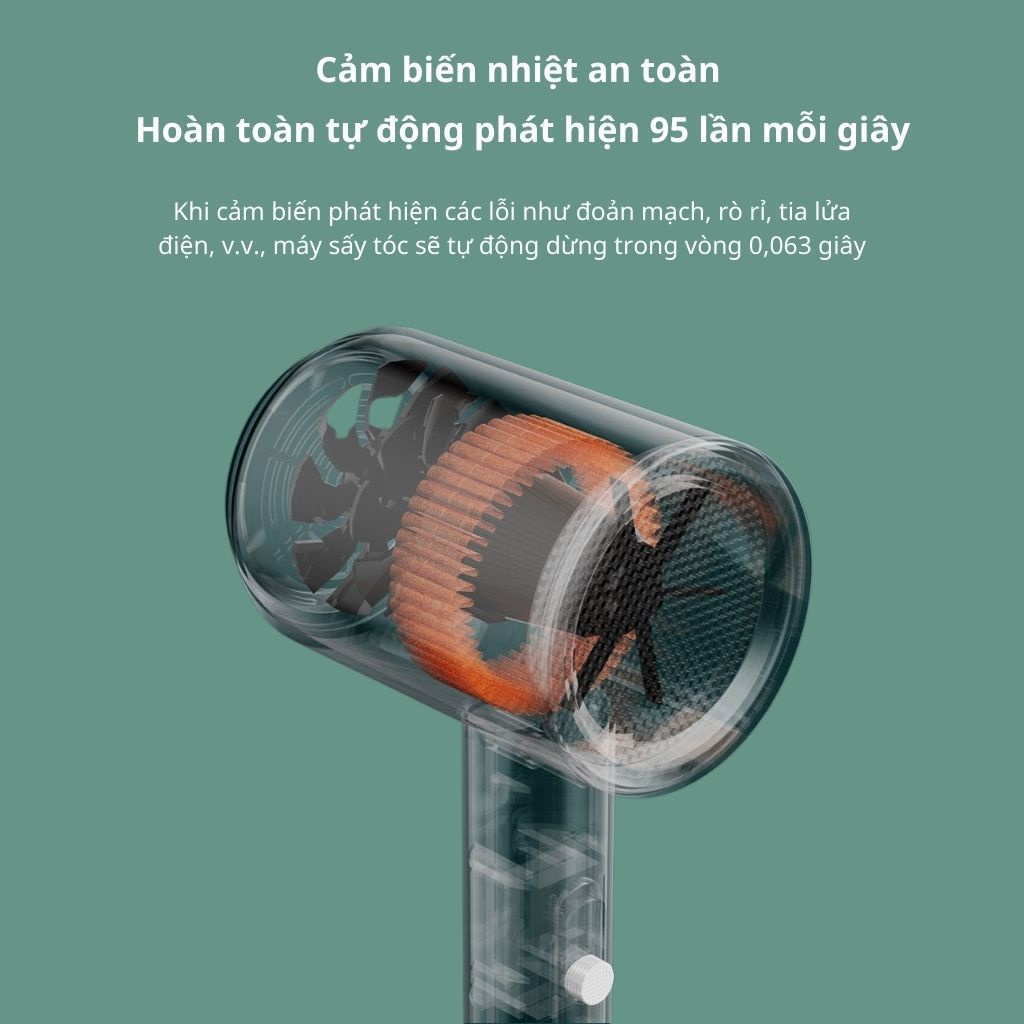 Cảm biến nhiệt an toàn
Hoàn toàn tự động phát hiện 95 lần mỗi giây
Khi cảm biến phát hiện các lỗi như đoản mạch, rò rỉ, tia lửa
điện, v.v., máy sấy tóc sẽ tự động dừng trong vòng 0,063 giây